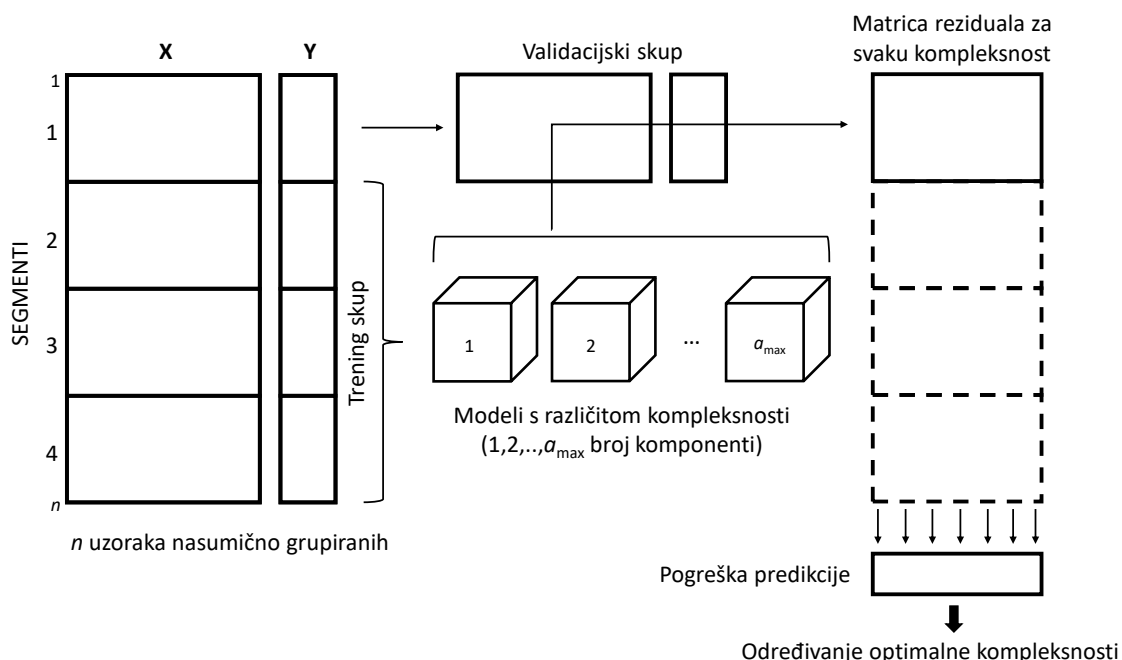 X
Y
Validacijski skup
Matrica reziduala za
svaku kompleksnost
SEGMENTI
1
1
2
3
4
n
Trening skup
1
2
...
amax
Modeli s različitom kompleksnosti
(1,2,..,amax broj komponenti)
n uzoraka nasumično grupiranih
Pogreška predikcije
Određivanje optimalne kompleksnosti